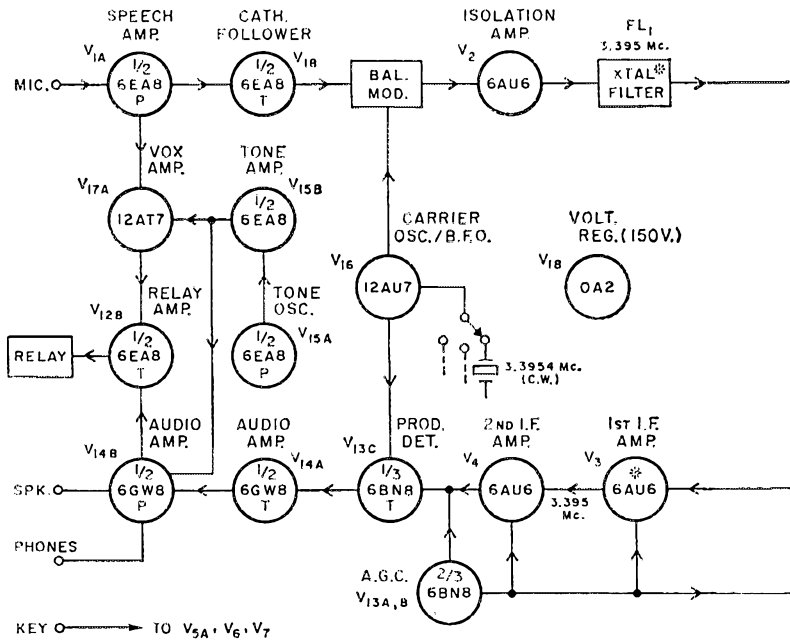 SPEECH AMP.
CATH. FOLLOWER
ISOLATION AMP.
FL1
3.395 Mc.
V1A
V1B
V2
MIC.
1/2 6EA8 P
1/2 6EA8 T
BAL. MOD.
6AU6
XTAL* FILTER
VOX AMP.
TONE AMP.
V17A
V15B
12AT7
1/2 6EA8
CARRIER OSC./B.F.O.
VOLT. REG. (150V.)
V16
V18
12AU7
0A2
RELAY AMP.
TONE OSC.
V12B
V15A
RELAY
1/2 6EA8 T
1/2 6EA8 P
3.3954 Mc. (C.W.)
AUDIO AMP.
AUDIO AMP.
PROD. DET.
2ND I.F. AMP.
1ST I.F. AMP.
V14B
V14A
V13C
V4
V3
SPK.
1/2 6GW8 P
1/2 6GW8 T
1/3 6BN8 T
6AU6
3.395 Mc.
* 6AU6
PHONES
A.G.C.
V13A,B
2/3 6BN8
KEY TO V5A, V6, V7